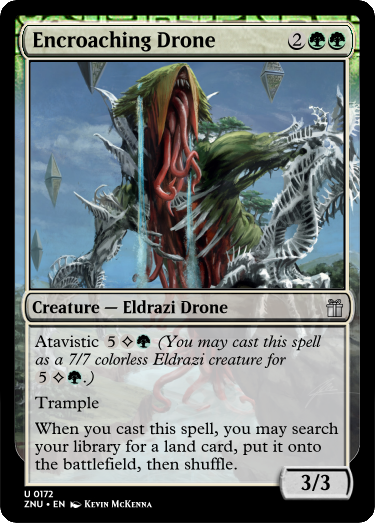 Encroaching Drone 2
Creature — Eldrazi Drone
Atavistic 5 (You may cast this spell
as a 7/7 colorless Eldrazi creature for
5 .)
Trample
When you cast this spell, you may search
your library for a land card, put it onto
the battlefield, then shuffle.
3/3
U 0172
ZNU • EN Kevin McKenna